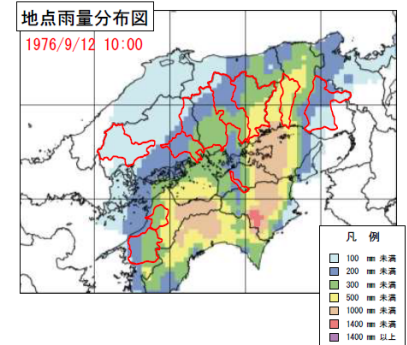 地点雨量分布図
1976/9/12 10:00
凡 例
100 mm 未満
200 mm 未満
300 mm 未満
500 mm 未満
1000 mm 未満
1400 mm 未満
1400 mm 以上